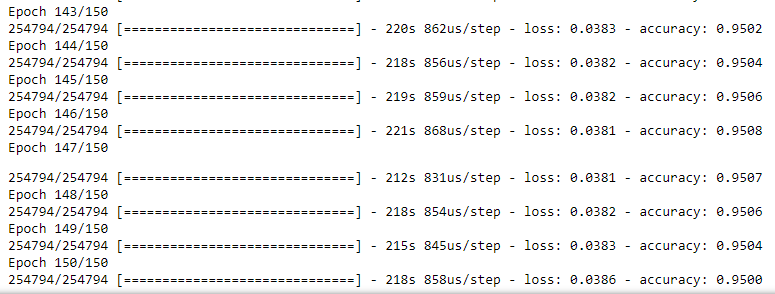 Epoch 143/150
254794/254794 [==============================] - 220s 862us/step - loss: 0.0383 - accuracy: 0.9502
Epoch 144/150
254794/254794 [==============================] - 218s 856us/step - loss: 0.0382 - accuracy: 0.9504
Epoch 145/150
254794/254794 [==============================] - 219s 859us/step - loss: 0.0382 - accuracy: 0.9506
Epoch 146/150
254794/254794 [==============================] - 221s 868us/step - loss: 0.0381 - accuracy: 0.9508
Epoch 147/150
254794/254794 [==============================] - 212s 831us/step - loss: 0.0381 - accuracy: 0.9507
Epoch 148/150
254794/254794 [==============================] - 218s 854us/step - loss: 0.0382 - accuracy: 0.9506
Epoch 149/150
254794/254794 [==============================] - 215s 845us/step - loss: 0.0383 - accuracy: 0.9504
Epoch 150/150
254794/254794 [==============================] - 218s 858us/step - loss: 0.0386 - accuracy: 0.9500